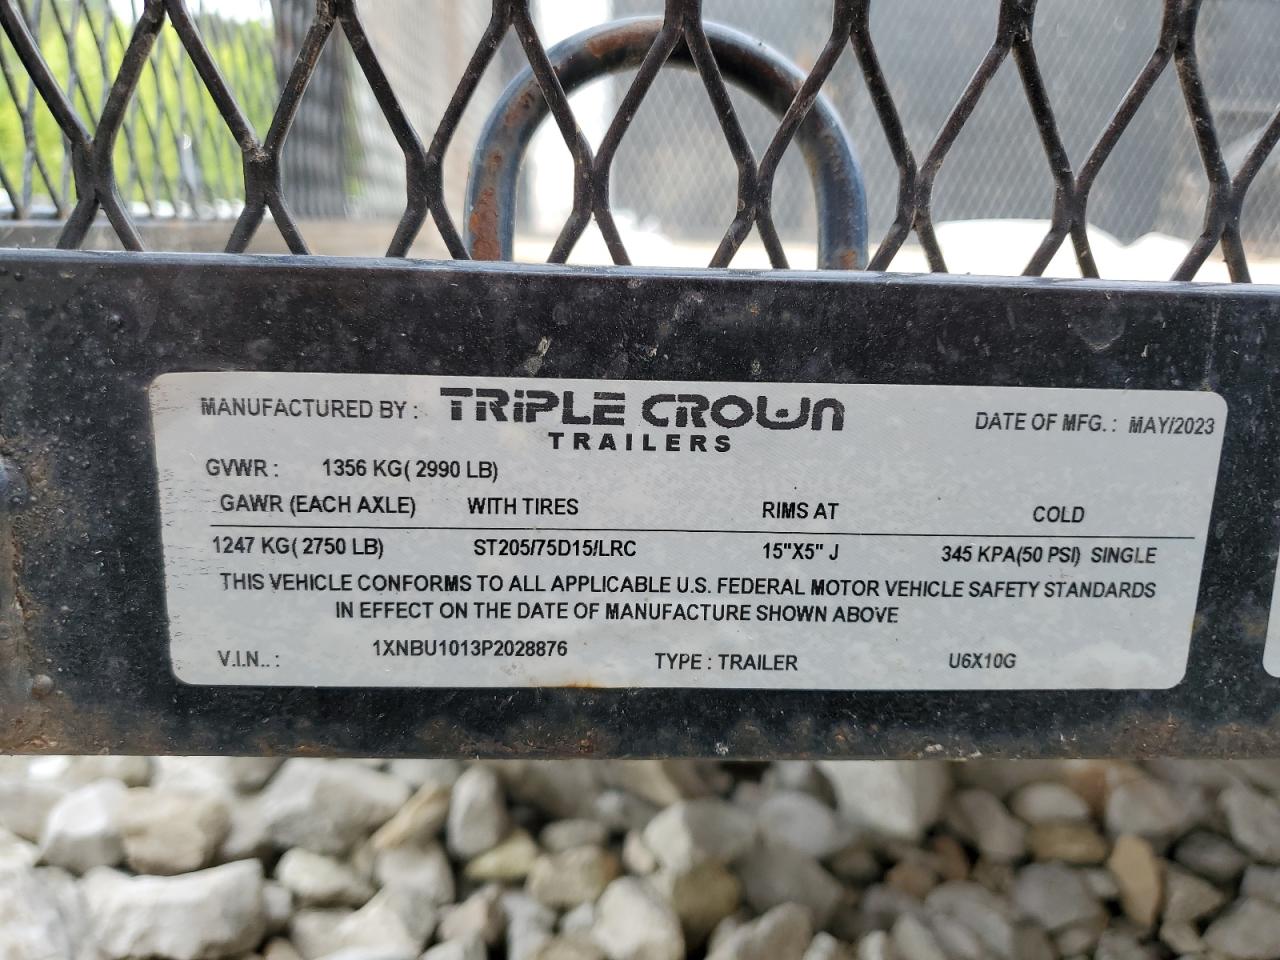 MANUFACTURED BY : TRIPLE CROWN TRAILERS DATE OF MFG. : MAY/2023
GVWR : 1356 KG( 2990 LB)
GAWR (EACH AXLE) WITH TIRES RIMS AT COLD
1247 KG( 2750 LB) ST205/75D15/LRC 15"X5" J 345 KPA(50 PSI) SINGLE
THIS VEHICLE CONFORMS TO ALL APPLICABLE U.S. FEDERAL MOTOR VEHICLE SAFETY STANDARDS
IN EFFECT ON THE DATE OF MANUFACTURE SHOWN ABOVE
V.I.N.. : 1XNBU1013P2028876 TYPE : TRAILER U6X10G